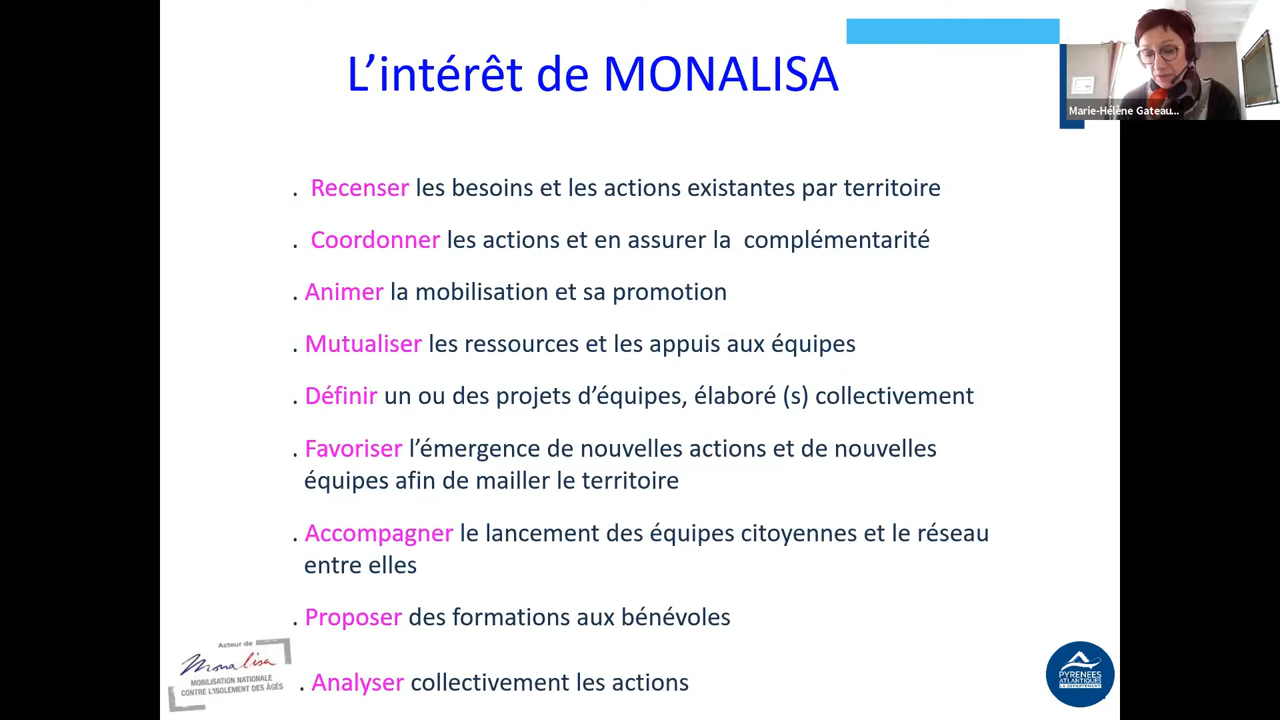 L’intérêt de MONALISA
Marie-Hélène Gateau...
. Recenser les besoins et les actions existantes par territoire
. Coordonner les actions et en assurer la complémentarité
. Animer la mobilisation et sa promotion
. Mutualiser les ressources et les appuis aux équipes
. Définir un ou des projets d’équipes, élaboré (s) collectivement
. Favoriser l’émergence de nouvelles actions et de nouvelles
équipes afin de mailler le territoire
. Accompagner le lancement des équipes citoyennes et le réseau
entre elles
. Proposer des formations aux bénévoles
. Analyser collectivement les actions
Acteur de
Monalisa
MOBILISATION NATIONALE
CONTRE L'ISOLEMENT DES ÂGÉS
PYRÉNÉES
ATLANTIQUES
LE DÉPARTEMENT